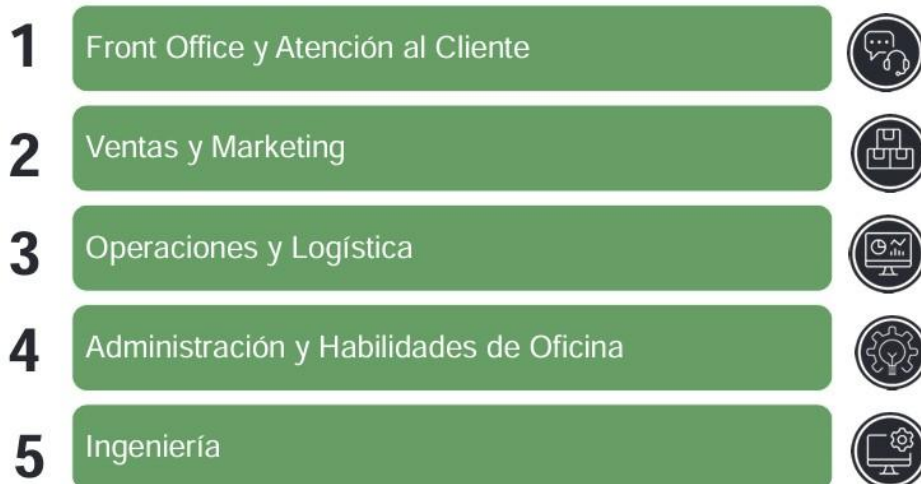 1 Front Office y Atención al Cliente
2 Ventas y Marketing
3 Operaciones y Logística
4 Administración y Habilidades de Oficina
5 Ingeniería